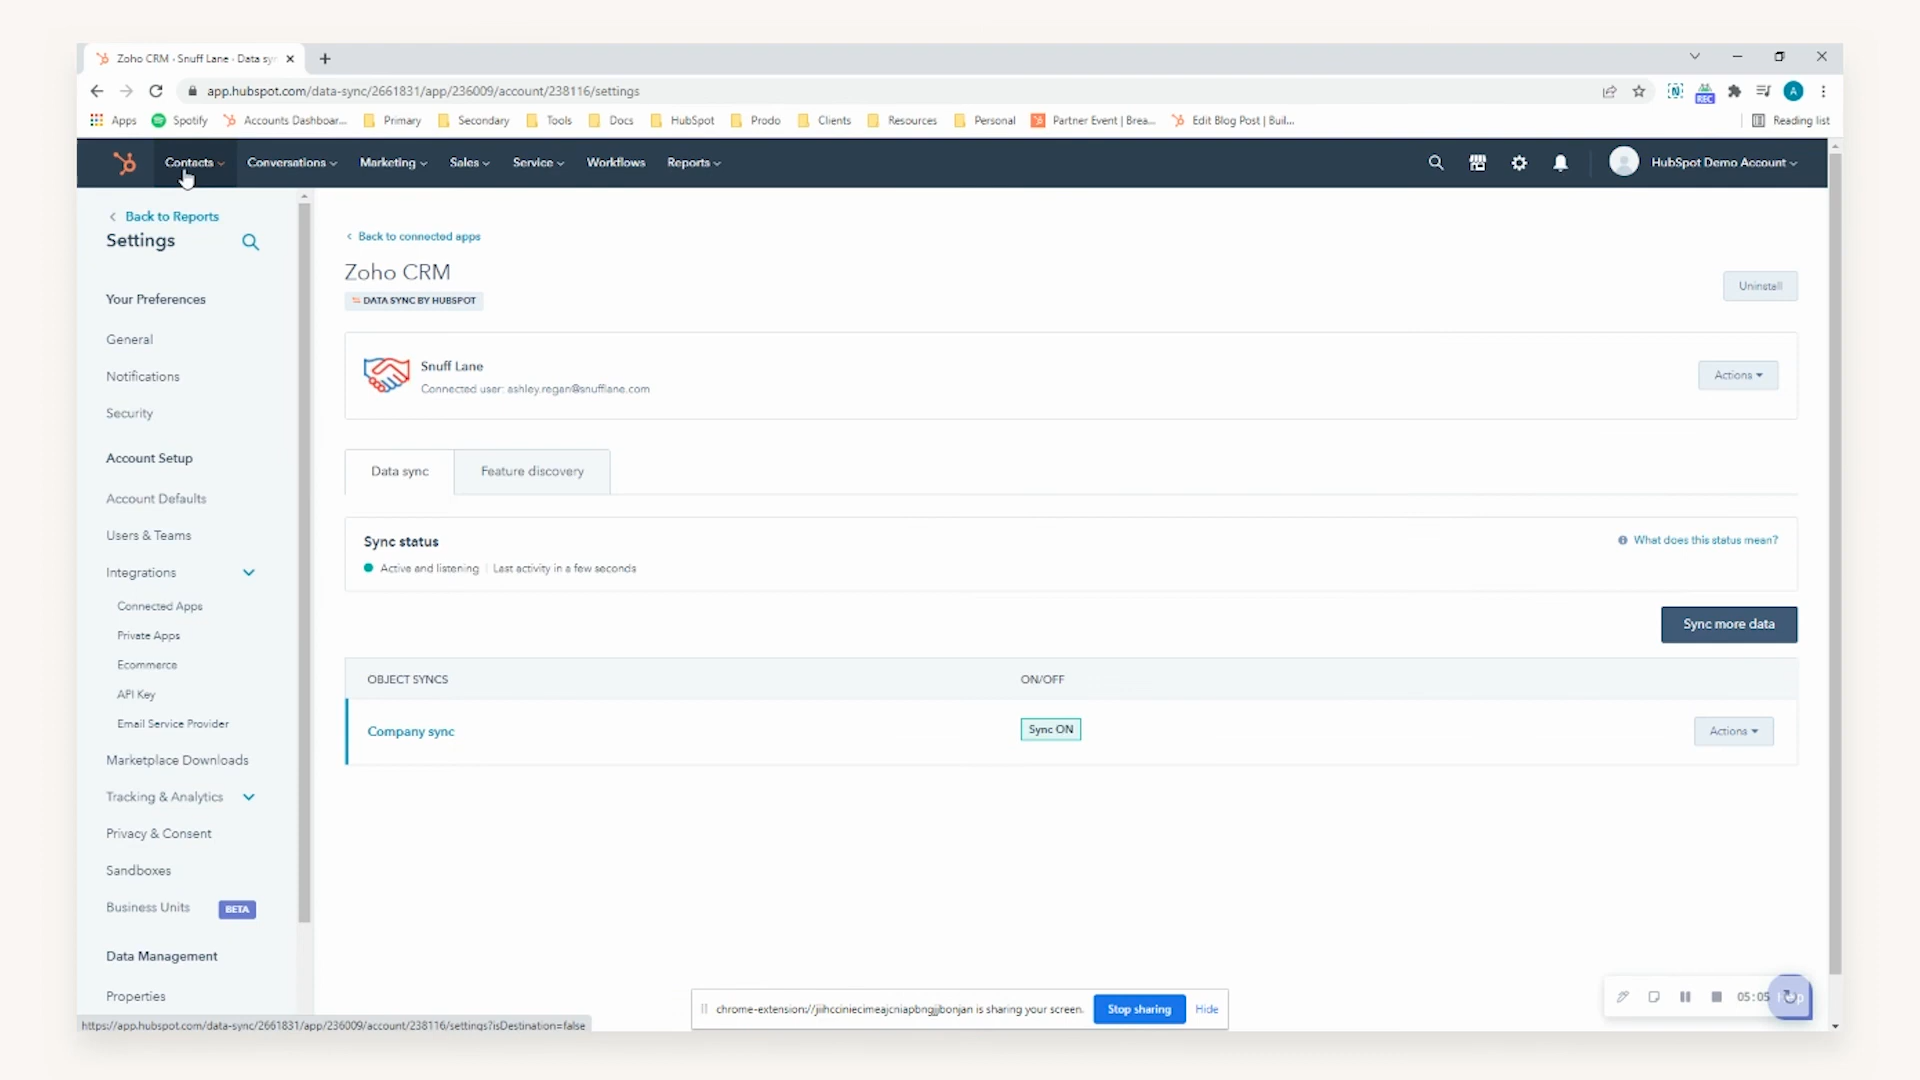 Zoho CRM - Snuff Lane - Data sy
app.hubspot.com/data-sync/2661831/app/236009/account/238116/settings
REC
A
Apps Spotify Accounts Dashboar... Primary Secondary Tools Docs HubSpot Prodo Clients Resources Personal Partner Event | Brea... Edit Blog Post | Buil... Reading list
Contacts Conversations Marketing Sales Service Workflows Reports HubSpot Demo Account
Back to Reports
Settings
Your Preferences
General
Notifications
Security
Account Setup
Account Defaults
Users & Teams
Integrations
Connected Apps
Private Apps
Ecommerce
API Key
Email Service Provider
Marketplace Downloads
Tracking & Analytics
Privacy & Consent
Sandboxes
Business Units BETA
Data Management
Properties
Back to connected apps
Zoho CRM
DATA SYNC BY HUBSPOT
Uninstall
Snuff Lane
Connected user: ashley.regan@snufflane.com
Actions
Data sync Feature discovery
Sync status
What does this status mean?
Active and listening | Last activity in a few seconds
Sync more data
OBJECT SYNCS ON/OFF
Company sync Sync ON Actions
05:05
chrome-extension://jiihcciniecimeajcniapbngjjbonjan is sharing your screen. Stop sharing Hide
https://app.hubspot.com/data-sync/2661831/app/236009/account/238116/settings?isDestination=false